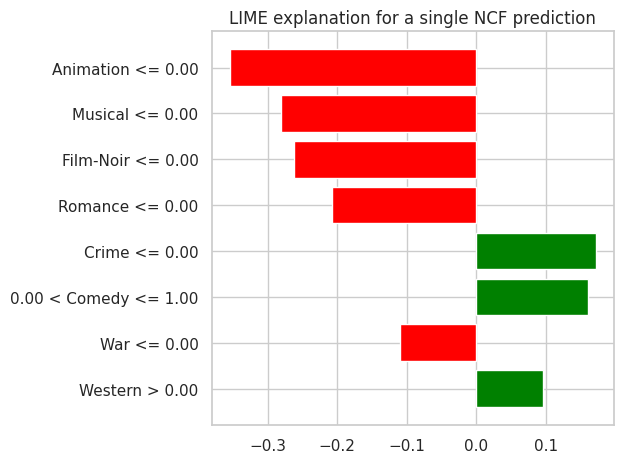 LIME explanation for a single NCF prediction
Animation <= 0.00
Musical <= 0.00
Film-Noir <= 0.00
Romance <= 0.00
Crime <= 0.00
0.00 < Comedy <= 1.00
War <= 0.00
Western > 0.00
−0.3 −0.2 −0.1 0.0 0.1